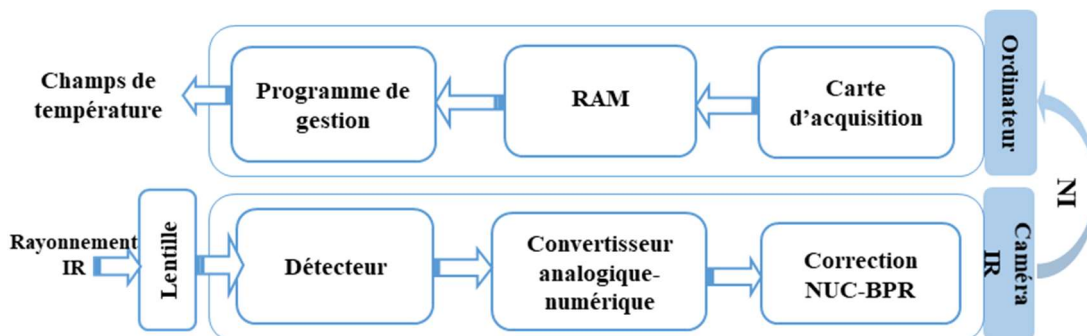 Champs de
température
Programme de
gestion
RAM
Carte
d’acquisition
Ordinateur
NI
Rayonnement
IR
Lentille
Détecteur
Convertisseur
analogique-
numérique
Correction
NUC-BPR
Caméra
IR